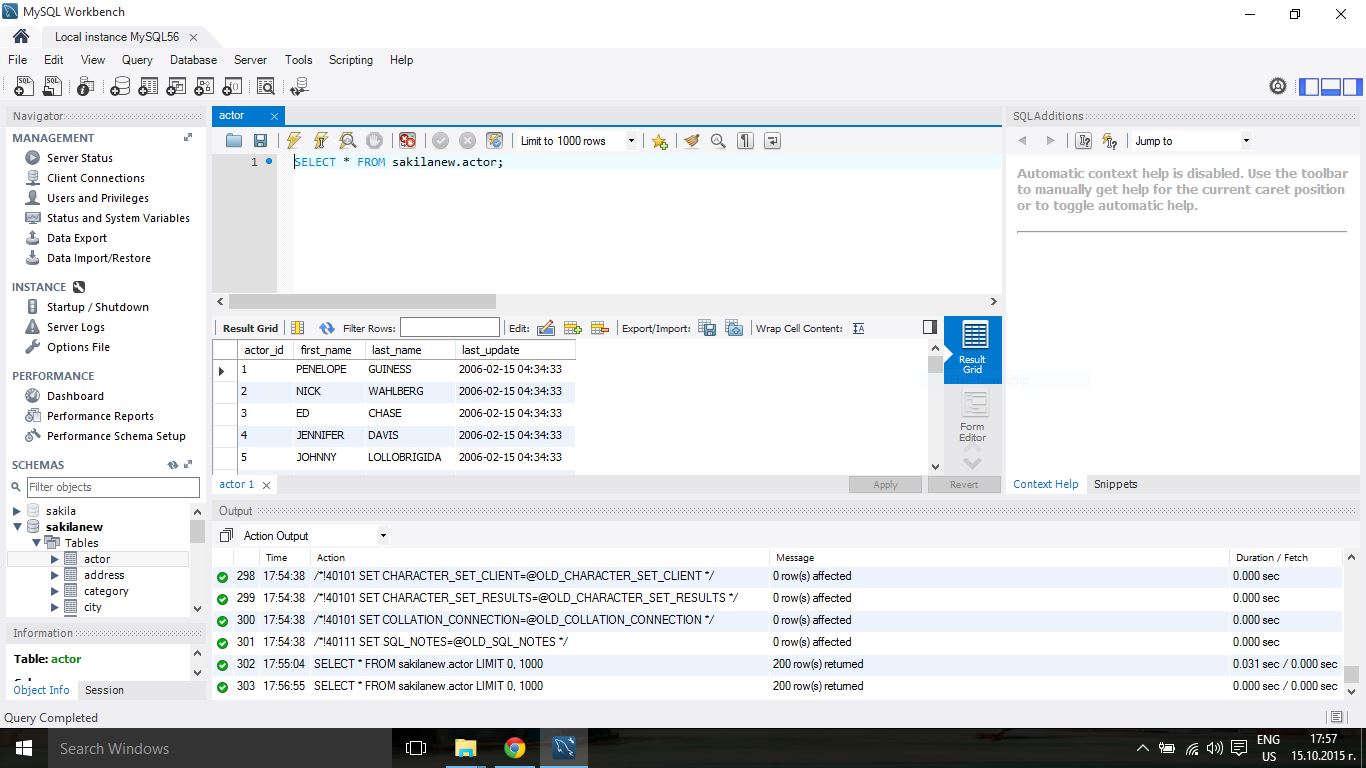 MySQL Workbench
Local instance MySQL56
File Edit View Query Database Server Tools Scripting Help
Navigator
MANAGEMENT
Server Status
Client Connections
Users and Privileges
Status and System Variables
Data Export
Data Import/Restore
INSTANCE
Startup / Shutdown
Server Logs
Options File
PERFORMANCE
Dashboard
Performance Reports
Performance Schema Setup
SCHEMAS
Filter objects
sakila
sakilanew
Tables
actor
address
category
city
Information
Table: actor
Object Info Session
Query Completed
actor
Limit to 1000 rows
1 SELECT * FROM sakilanew.actor;
Result Grid Filter Rows: Edit: Export/Import: Wrap Cell Content:
actor_id first_name last_name last_update
1 PENELOPE GUINESS 2006-02-15 04:34:33
2 NICK WAHLBERG 2006-02-15 04:34:33
3 ED CHASE 2006-02-15 04:34:33
4 JENNIFER DAVIS 2006-02-15 04:34:33
5 JOHNNY LOLLOBRIGIDA 2006-02-15 04:34:33
Result Grid
Form Editor
actor 1 Apply Revert
SQL Additions
Jump to
Automatic context help is disabled. Use the toolbar
to manually get help for the current caret position
or to toggle automatic help.
Context Help Snippets
Output
Action Output
Time Action Message Duration / Fetch
298 17:54:38 /*!40101 SET CHARACTER_SET_CLIENT=@OLD_CHARACTER_SET_CLIENT */ 0 row(s) affected 0.000 sec
299 17:54:38 /*!40101 SET CHARACTER_SET_RESULTS=@OLD_CHARACTER_SET_RESULTS */ 0 row(s) affected 0.000 sec
300 17:54:38 /*!40101 SET COLLATION_CONNECTION=@OLD_COLLATION_CONNECTION */ 0 row(s) affected 0.000 sec
301 17:54:38 /*!40111 SET SQL_NOTES=@OLD_SQL_NOTES */ 0 row(s) affected 0.000 sec
302 17:55:04 SELECT * FROM sakilanew.actor LIMIT 0, 1000 200 row(s) returned 0.031 sec / 0.000 sec
303 17:56:55 SELECT * FROM sakilanew.actor LIMIT 0, 1000 200 row(s) returned 0.000 sec / 0.000 sec
Search Windows
ENG
US
17:57
15.10.2015 г.